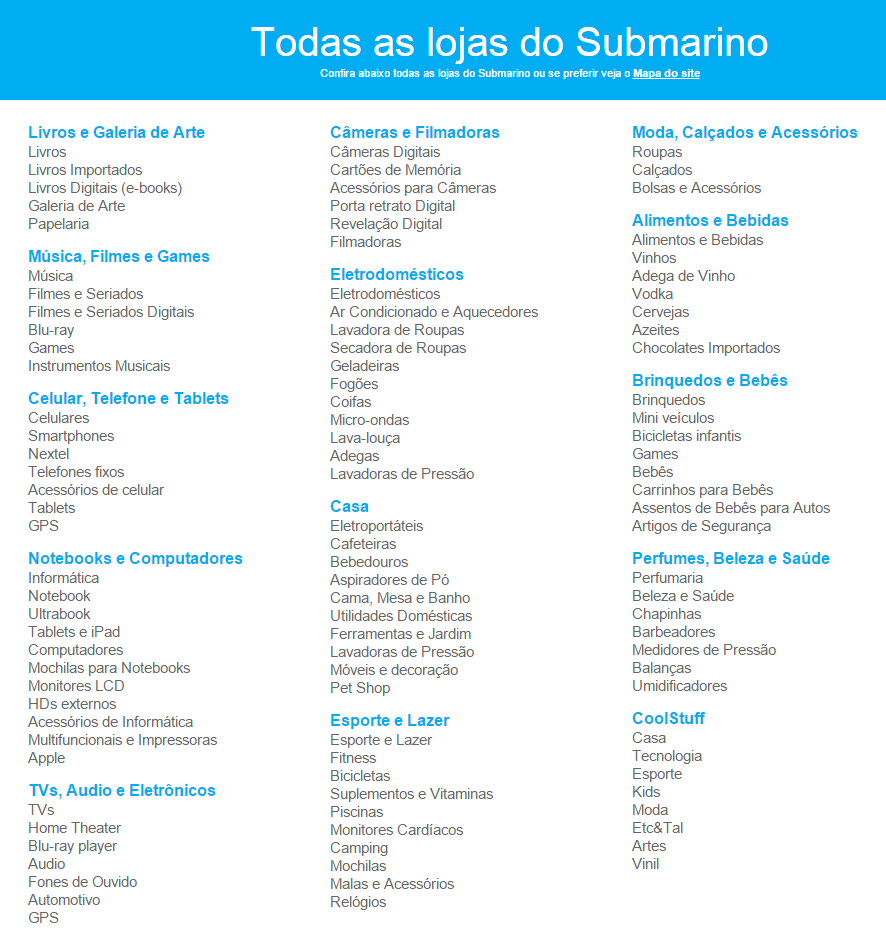 Todas as lojas do Submarino
Confira abaixo todas as lojas do Submarino ou se preferir veja o Mapa do site
Livros e Galeria de Arte
Livros
Livros Importados
Livros Digitais (e-books)
Galeria de Arte
Papelaria
Música, Filmes e Games
Música
Filmes e Seriados
Filmes e Seriados Digitais
Blu-ray
Games
Instrumentos Musicais
Celular, Telefone e Tablets
Celulares
Smartphones
Nextel
Telefones fixos
Acessórios de celular
Tablets
GPS
Notebooks e Computadores
Informática
Notebook
Ultrabook
Tablets e iPad
Computadores
Mochilas para Notebooks
Monitores LCD
HDs externos
Acessórios de Informática
Multifuncionais e Impressoras
Apple
TVs, Audio e Eletrônicos
TVs
Home Theater
Blu-ray player
Audio
Fones de Ouvido
Automotivo
GPS
Câmeras e Filmadoras
Câmeras Digitais
Cartões de Memória
Acessórios para Câmeras
Porta retrato Digital
Revelação Digital
Filmadoras
Eletrodomésticos
Eletrodomésticos
Ar Condicionado e Aquecedores
Lavadora de Roupas
Secadora de Roupas
Geladeiras
Fogões
Coifas
Micro-ondas
Lava-louça
Adegas
Lavadoras de Pressão
Casa
Eletroportáteis
Cafeteiras
Bebedouros
Aspiradores de Pó
Cama, Mesa e Banho
Utilidades Domésticas
Ferramentas e Jardim
Lavadoras de Pressão
Móveis e decoração
Pet Shop
Esporte e Lazer
Esporte e Lazer
Fitness
Bicicletas
Suplementos e Vitaminas
Piscinas
Monitores Cardíacos
Camping
Mochilas
Malas e Acessórios
Relógios
Moda, Calçados e Acessórios
Roupas
Calçados
Bolsas e Acessórios
Alimentos e Bebidas
Alimentos e Bebidas
Vinhos
Adega de Vinho
Vodka
Cervejas
Azeites
Chocolates Importados
Brinquedos e Bebês
Brinquedos
Mini veículos
Bicicletas infantis
Games
Bebês
Carrinhos para Bebês
Assentos de Bebês para Autos
Artigos de Segurança
Perfumes, Beleza e Saúde
Perfumaria
Beleza e Saúde
Chapinhas
Barbeadores
Medidores de Pressão
Balanças
Umidificadores
CoolStuff
Casa
Tecnologia
Esporte
Kids
Moda
Etc&Tal
Artes
Vinil